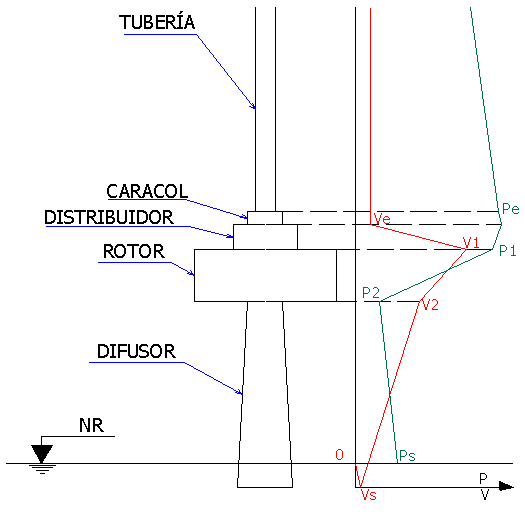 TUBERÍA
CARACOL
Pe
DISTRIBUIDOR
Ve
V1
P1
ROTOR
P2
V2
DIFUSOR
NR
0
Ps
P
Vs
V